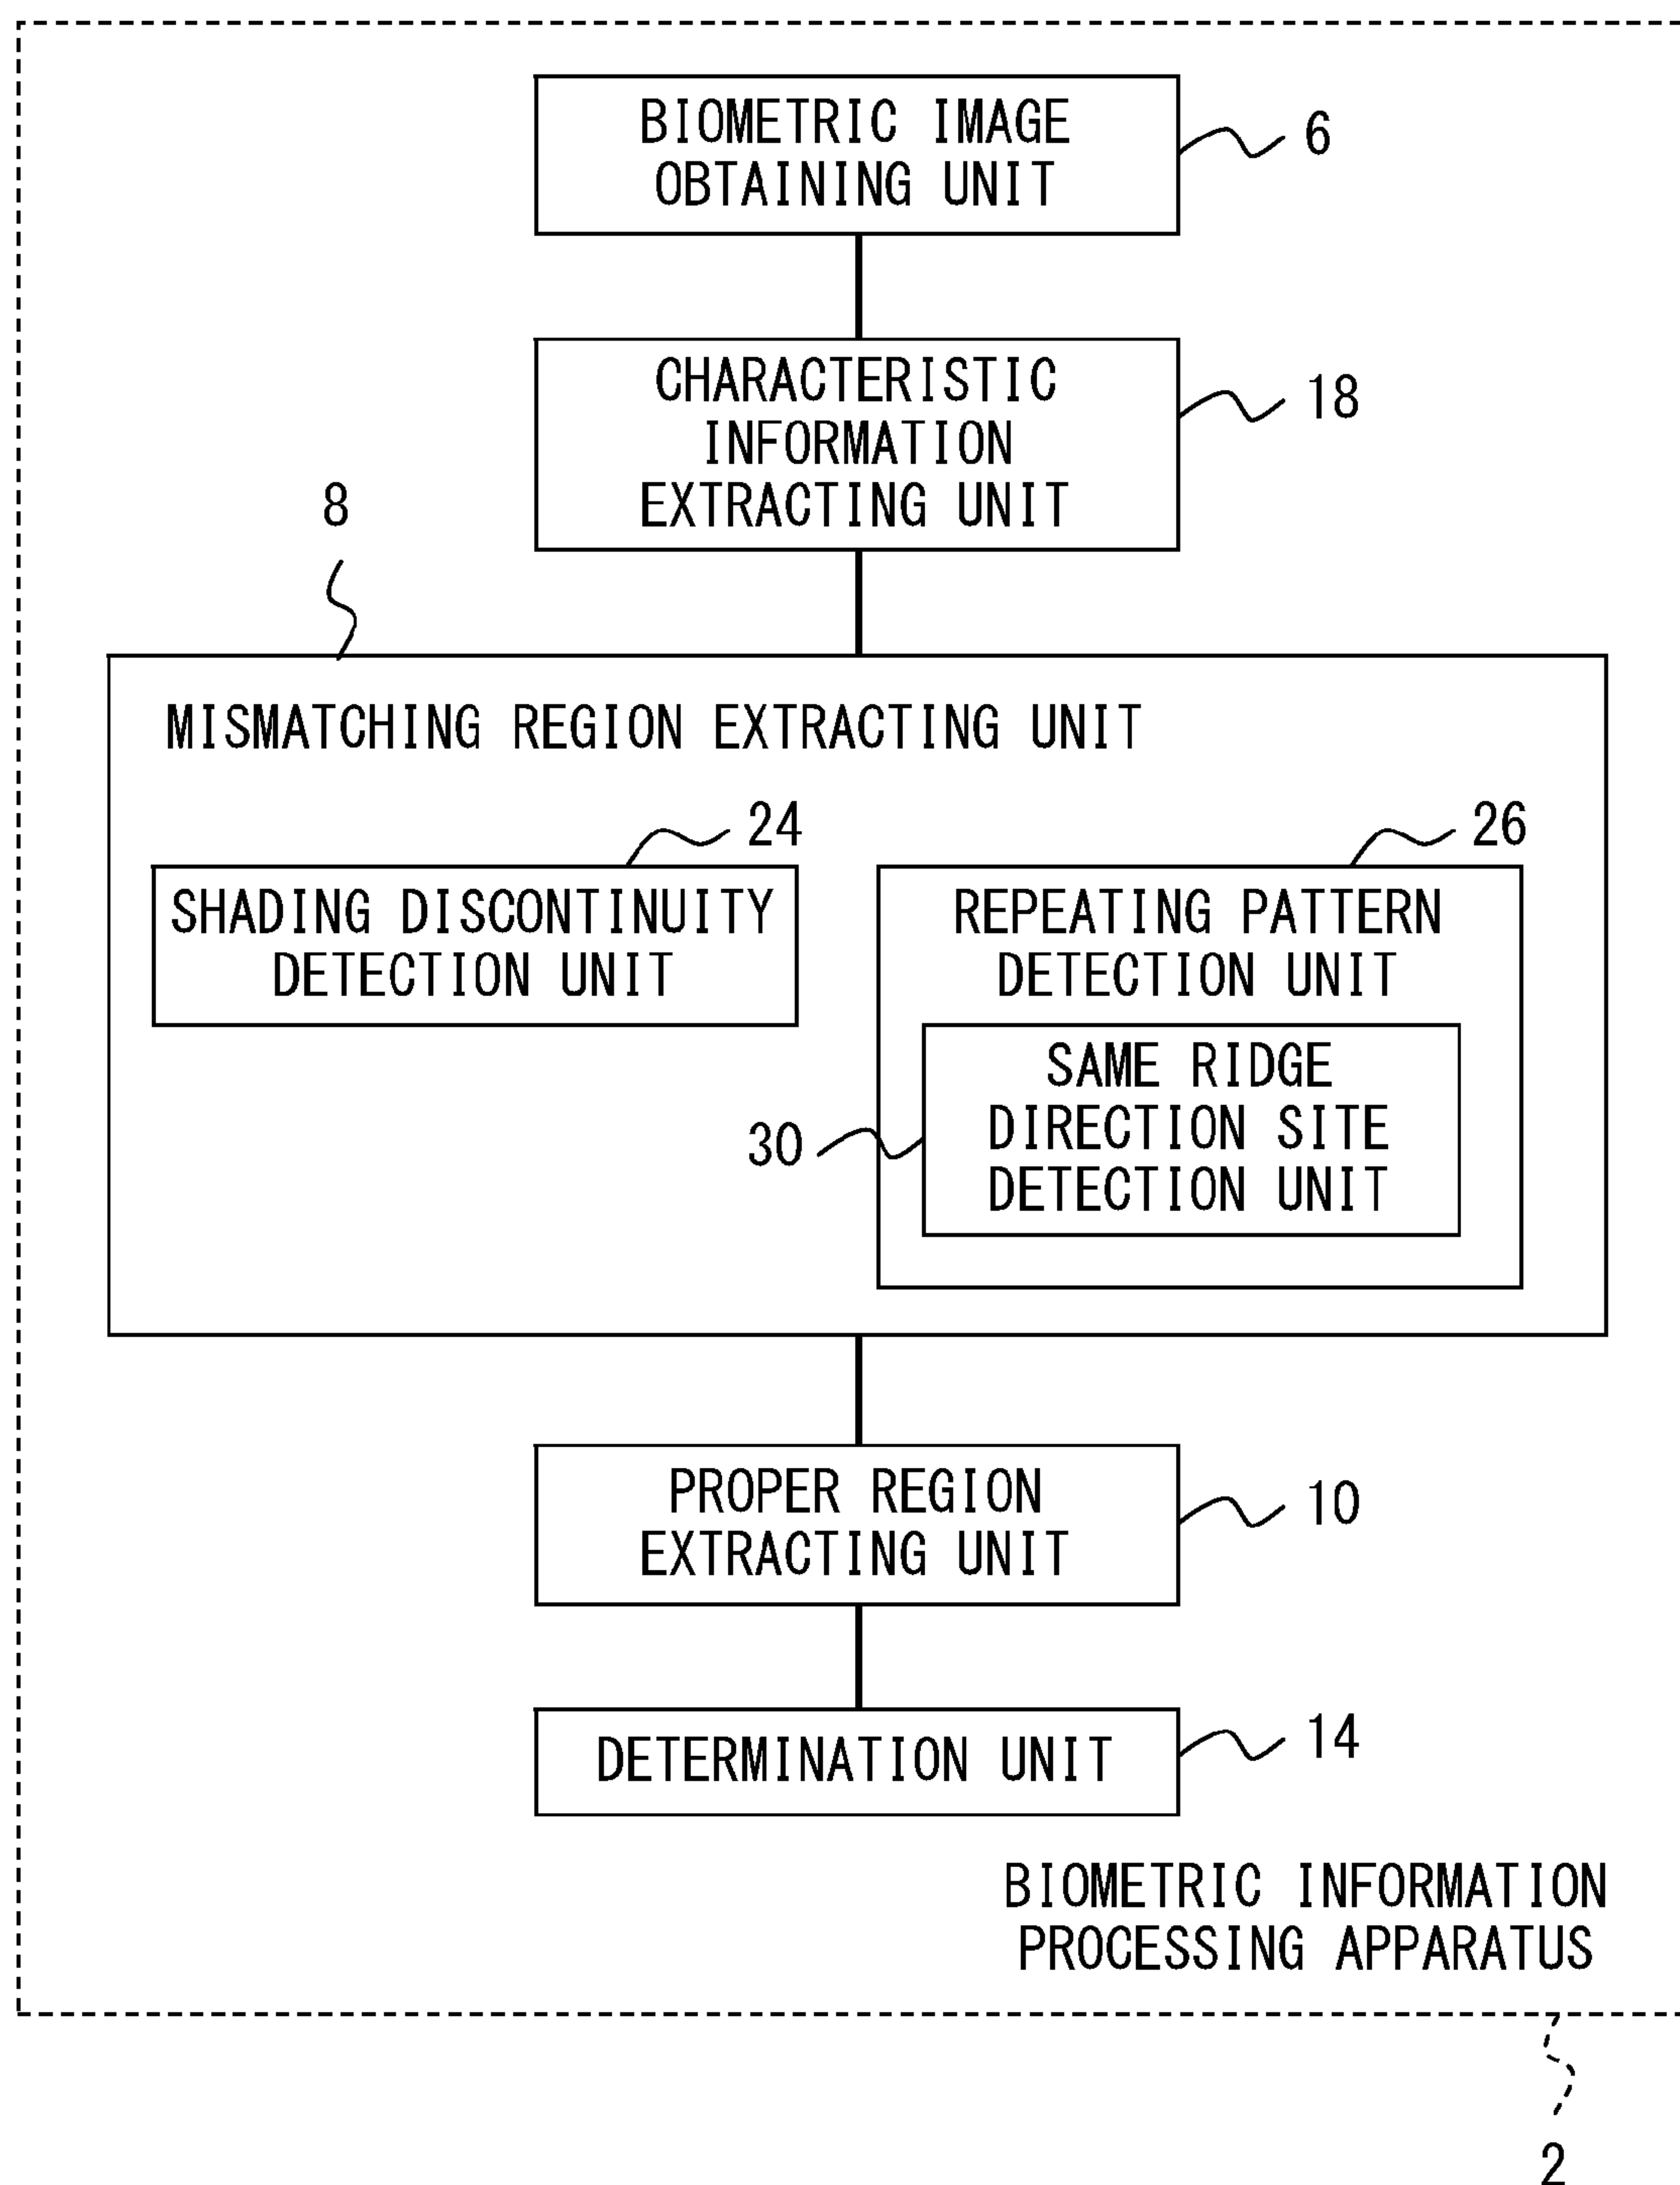 BIOMETRIC IMAGE
OBTAINING UNIT
6
CHARACTERISTIC
INFORMATION
EXTRACTING UNIT
18
8
MISMATCHING REGION EXTRACTING UNIT
24
SHADING DISCONTINUITY
DETECTION UNIT
26
REPEATING PATTERN
DETECTION UNIT
SAME RIDGE
DIRECTION SITE
DETECTION UNIT
30
PROPER REGION
EXTRACTING UNIT
10
DETERMINATION UNIT
14
BIOMETRIC INFORMATION
PROCESSING APPARATUS
2